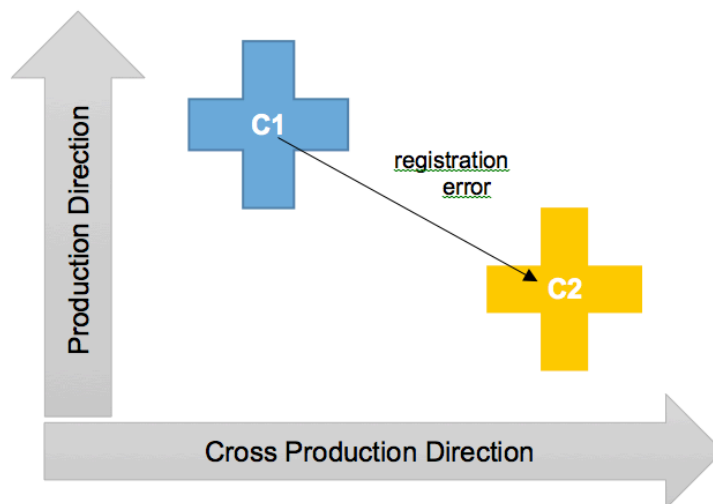 Production Direction
C1
registration
error
C2
Cross Production Direction